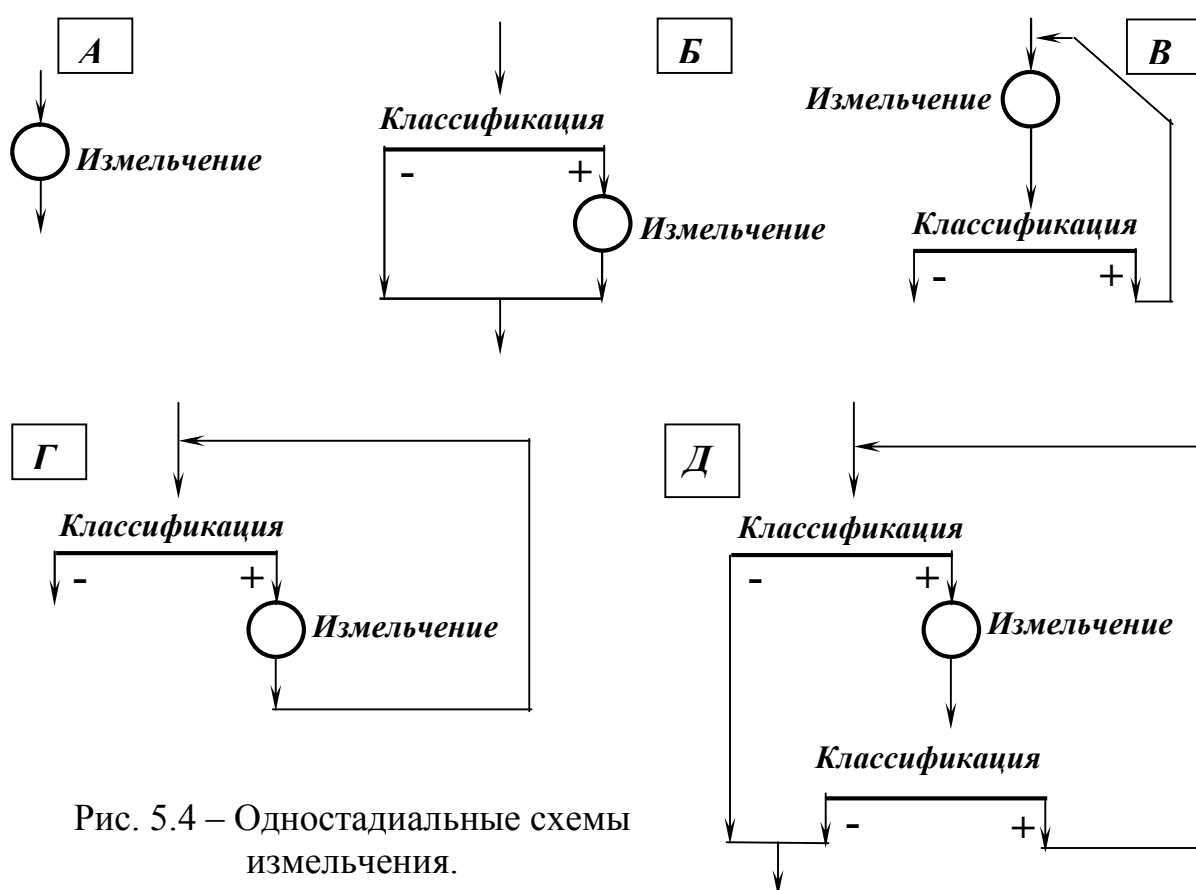 А
Измельчение
Б
Классификация
- +
Измельчение
В
Измельчение
Классификация
- +
Г
Классификация
- +
Измельчение
Д
Классификация
- +
Измельчение
Классификация
- +
Рис. 5.4 – Одностадиальные схемы
измельчения.